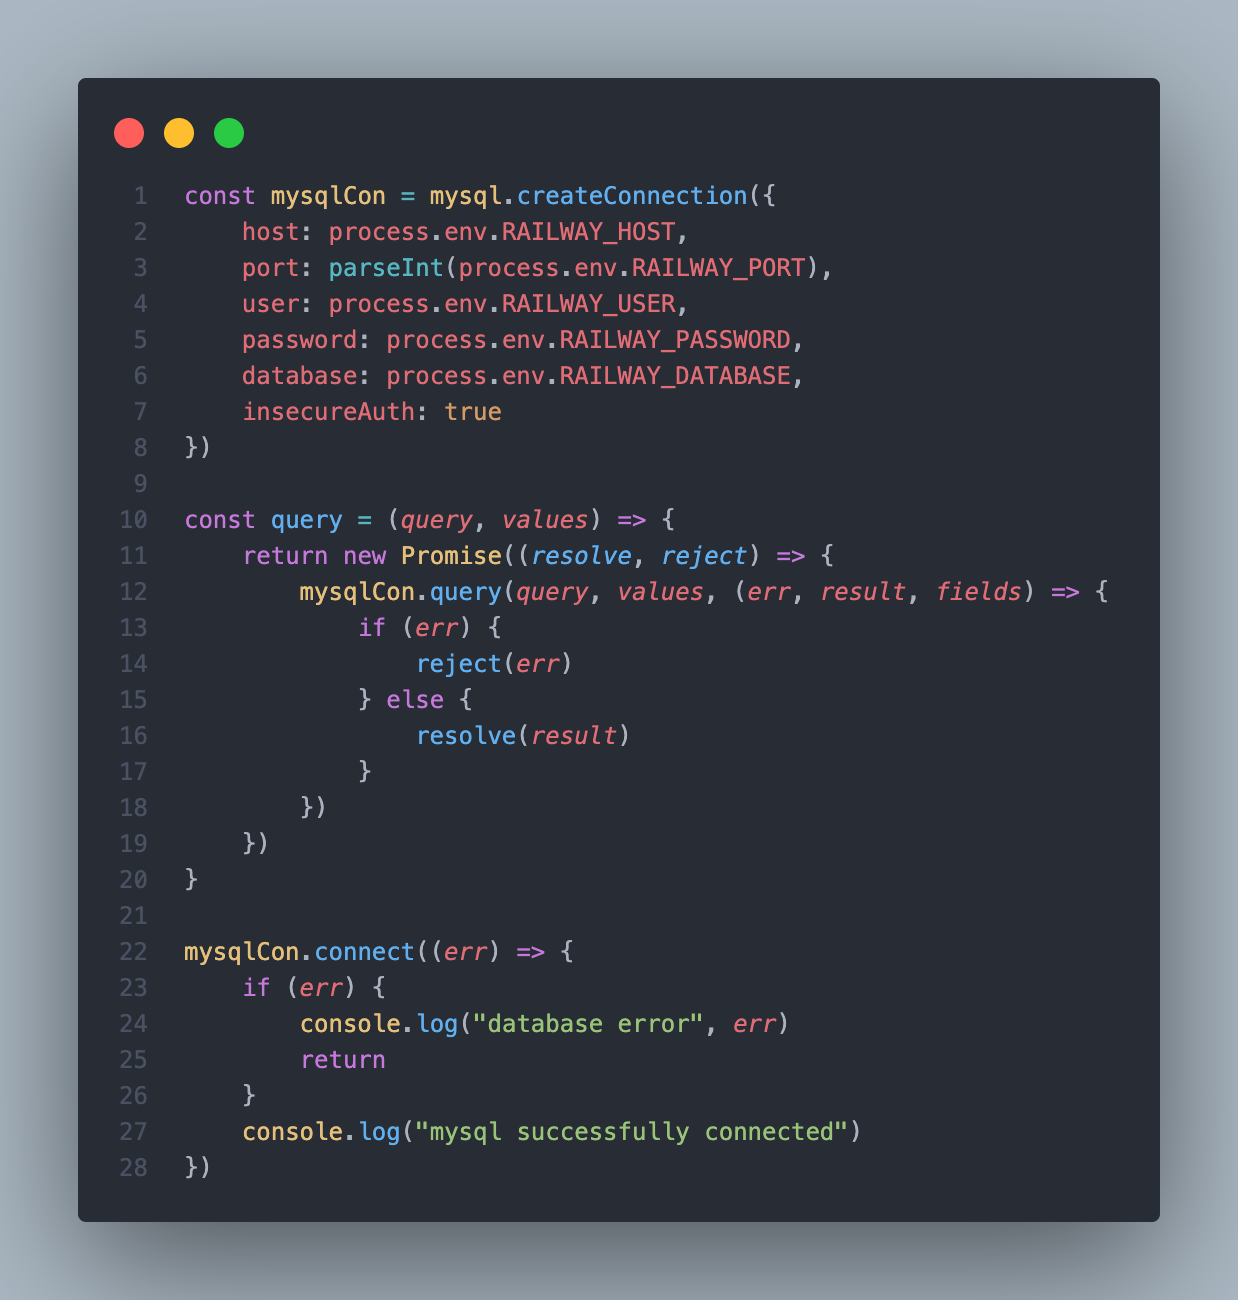 1 const mysqlCon = mysql.createConnection({
2     host: process.env.RAILWAY_HOST,
3     port: parseInt(process.env.RAILWAY_PORT),
4     user: process.env.RAILWAY_USER,
5     password: process.env.RAILWAY_PASSWORD,
6     database: process.env.RAILWAY_DATABASE,
7     insecureAuth: true
8 })
9
10 const query = (query, values) => {
11     return new Promise((resolve, reject) => {
12         mysqlCon.query(query, values, (err, result, fields) => {
13             if (err) {
14                 reject(err)
15             } else {
16                 resolve(result)
17             }
18         })
19     })
20 }
21
22 mysqlCon.connect((err) => {
23     if (err) {
24         console.log("database error", err)
25         return
26     }
27     console.log("mysql successfully connected")
28 })